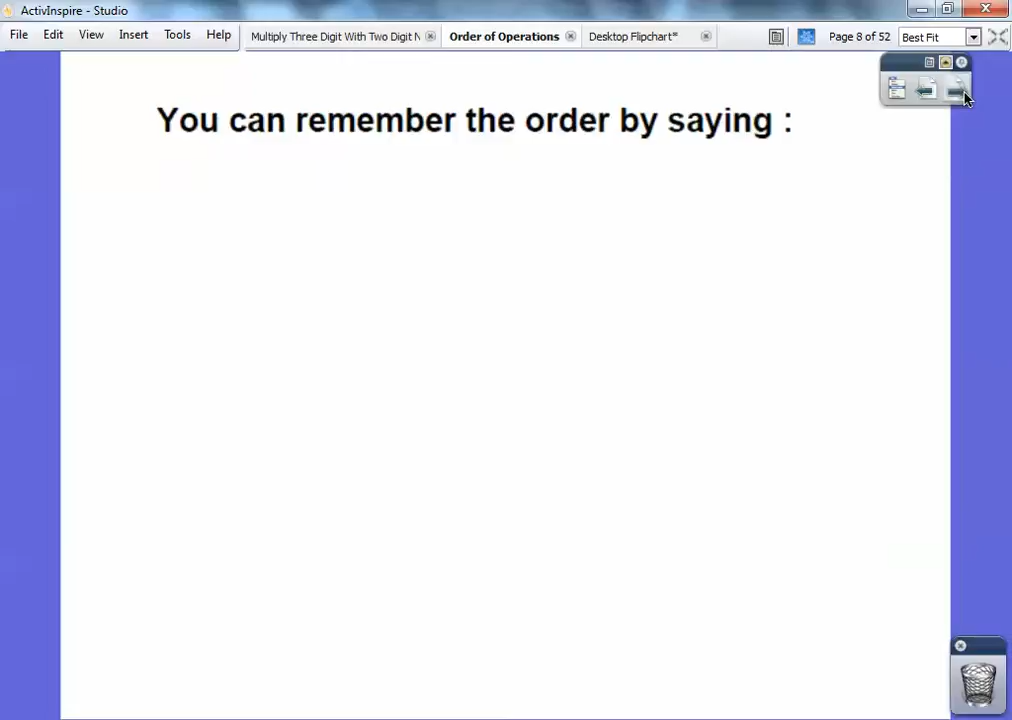 ActivInspire - Studio
File Edit View Insert Tools Help
Multiply Three Digit With Two Digit N
Order of Operations
Desktop Flipchart*
Page 8 of 52
Best Fit
You can remember the order by saying :